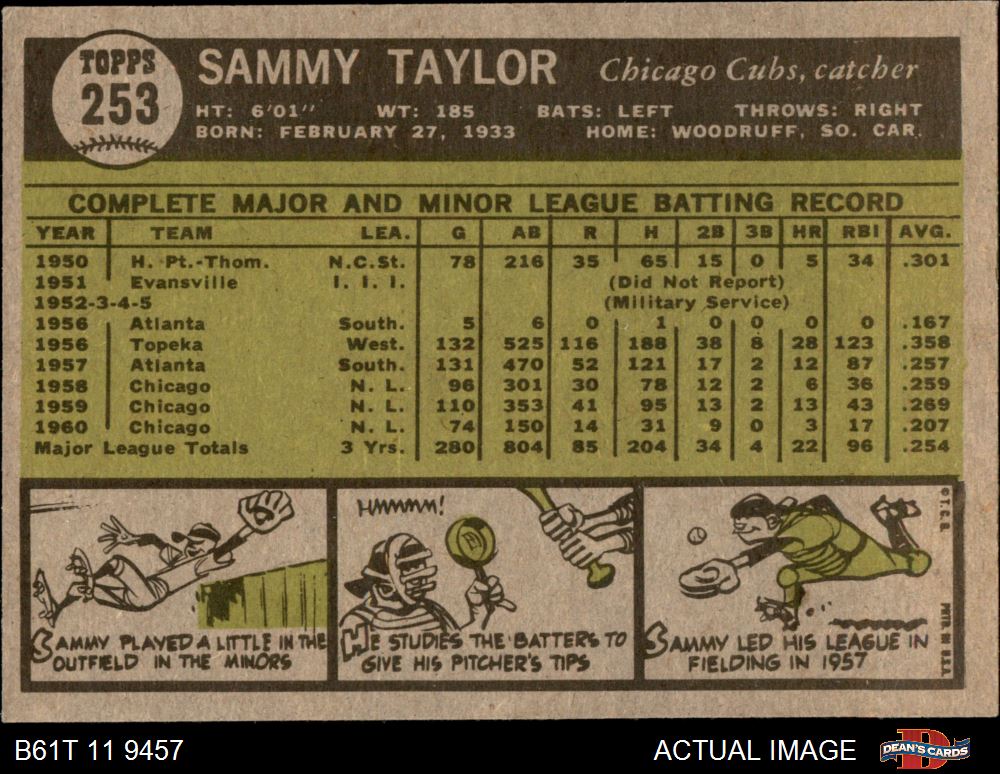 TOPPS
253
SAMMY TAYLOR Chicago Cubs, catcher
HT: 6'01" WT: 185 BATS: LEFT THROWS: RIGHT
BORN: FEBRUARY 27, 1933 HOME: WOODRUFF, SO. CAR.
COMPLETE MAJOR AND MINOR LEAGUE BATTING RECORD
YEAR TEAM LEA. G AB R H 2B 3B HR RBI AVG.
1950 H. Pt.-Thom. N.C.St. 78 216 35 65 15 0 5 34 .301
1951 Evansville I. I. I. (Did Not Report)
1952-3-4-5 (Military Service)
1956 Atlanta South. 5 6 0 1 0 0 0 0 .167
1956 Topeka West. 132 525 116 188 38 8 28 123 .358
1957 Atlanta South. 131 470 52 121 17 2 12 87 .257
1958 Chicago N. L. 96 301 30 78 12 2 6 36 .259
1959 Chicago N. L. 110 353 41 95 13 2 13 43 .269
1960 Chicago N. L. 74 150 14 31 9 0 3 17 .207
Major League Totals 3 Yrs. 280 804 85 204 34 4 22 96 .254
SAMMY PLAYED A LITTLE IN THE
OUTFIELD IN THE MINORS
HMMMM!
HE STUDIES THE BATTERS TO
GIVE HIS PITCHER'S TIPS
SAMMY LED HIS LEAGUE IN
FIELDING IN 1957
© T.C.G.
PRTD. IN U.S.A.
B61T 11 9457
ACTUAL IMAGE
DEAN'S CARDS